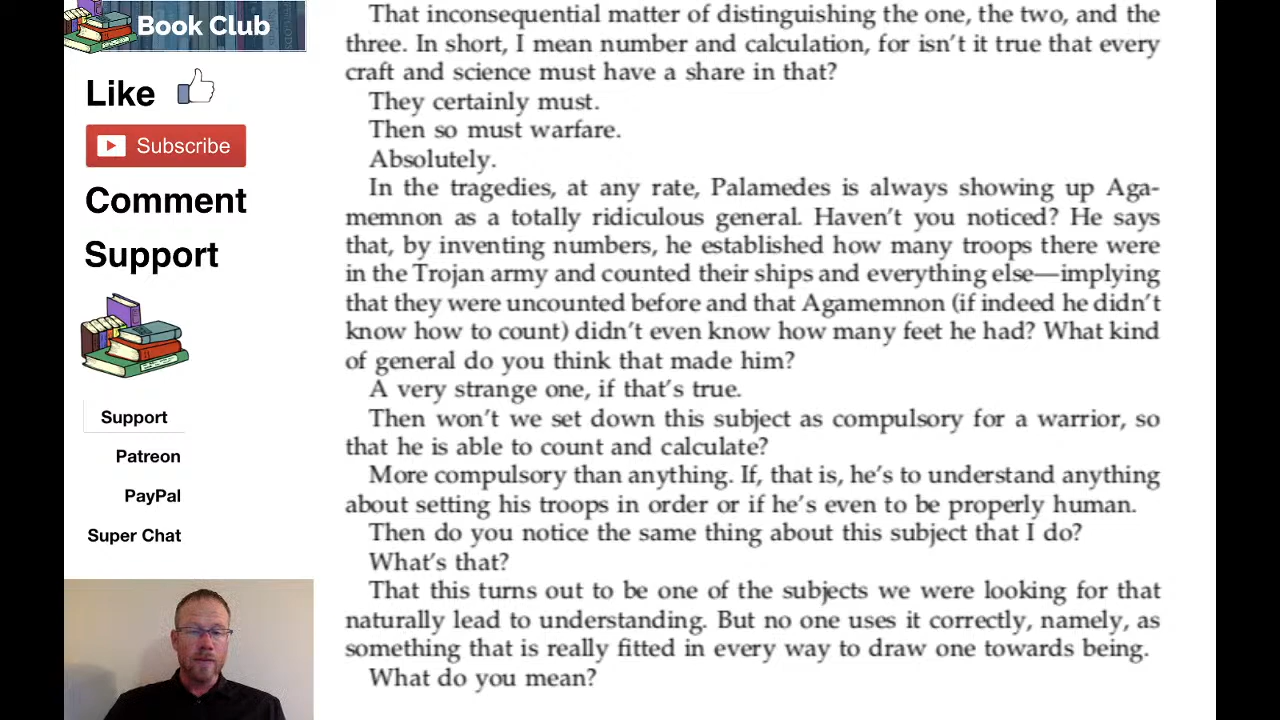 Book Club
Like
Subscribe
Comment
Support
Support
Patreon
PayPal
Super Chat
That inconsequential matter of distinguishing the one, the two, and the
three. In short, I mean number and calculation, for isn't it true that every
craft and science must have a share in that?
They certainly must.
Then so must warfare.
Absolutely.
In the tragedies, at any rate, Palamedes is always showing up Aga-
memnon as a totally ridiculous general. Haven't you noticed? He says
that, by inventing numbers, he established how many troops there were
in the Trojan army and counted their ships and everything else—implying
that they were uncounted before and that Agamemnon (if indeed he didn't
know how to count) didn't even know how many feet he had? What kind
of general do you think that made him?
A very strange one, if that's true.
Then won't we set down this subject as compulsory for a warrior, so
that he is able to count and calculate?
More compulsory than anything. If, that is, he's to understand anything
about setting his troops in order or if he's even to be properly human.
Then do you notice the same thing about this subject that I do?
What's that?
That this turns out to be one of the subjects we were looking for that
naturally lead to understanding. But no one uses it correctly, namely, as
something that is really fitted in every way to draw one towards being.
What do you mean?